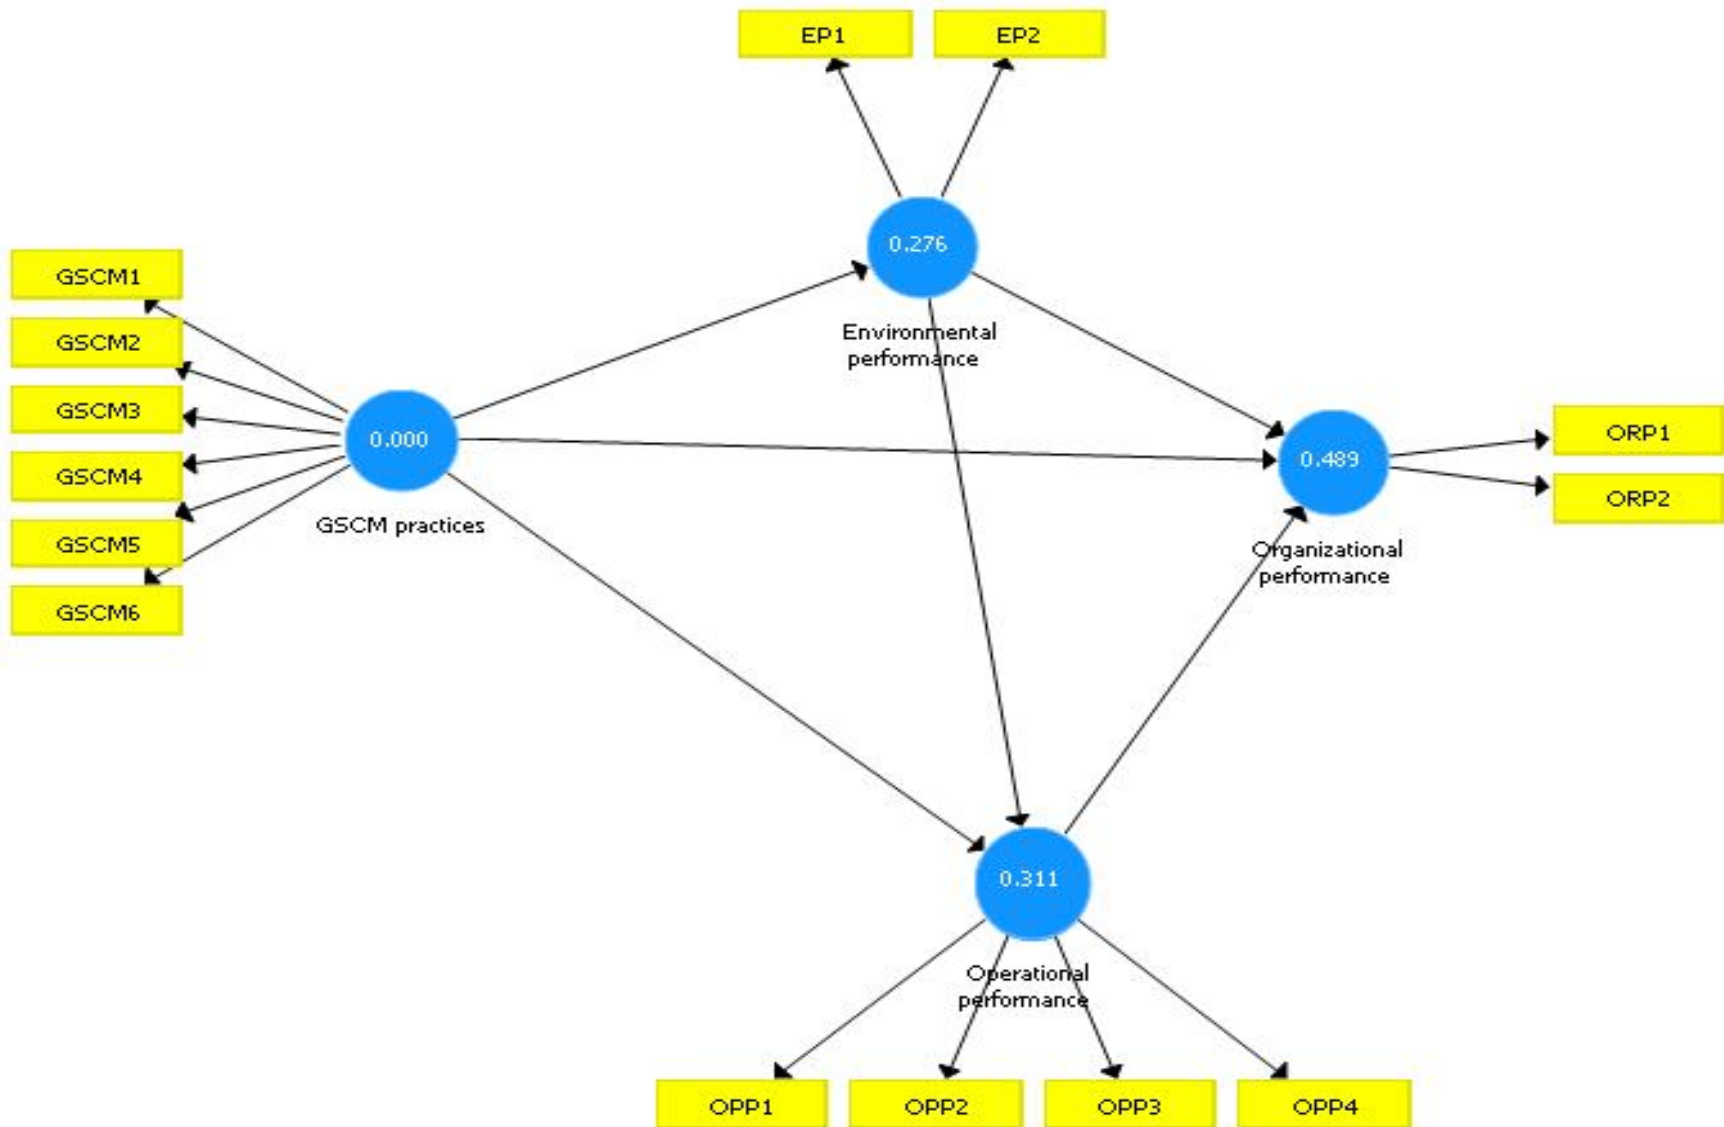 EP1
EP2
0.276
GSCM1
GSCM2
GSCM3
GSCM4
GSCM5
GSCM6
Environmental
performance
0.000
GSCM practices
0.489
ORP1
ORP2
Organizational
performance
0.311
Operational
performance
OPP1
OPP2
OPP3
OPP4